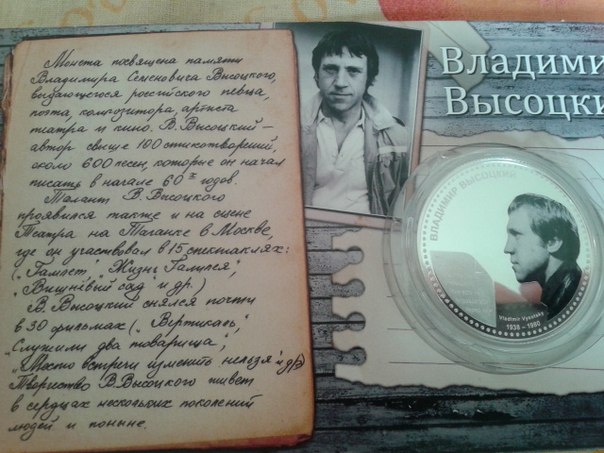 Монета посвящена памяти
Владимира Семеновича Высоцкого,
выдающегося российского певца,
поэта, композитора, артиста
театра и кино. В. Высоцкий –
автор свыше 100 стихотворений,
около 600 песен, которые он начал
писать в начале 60х годов.
Талант В. Высоцкого
проявился также и на сцене
Театра на Таганке в Москве,
где он участвовал в 15 спектаклях:
(„Гамлет", „Жизнь Галилея",
„Вишнёвый сад" и др.)
В. Высоцкий снялся почти
в 30 фильмах („Вертикаль",
„Служили два товарища",
„Место встречи изменить нельзя" и др)
Творчество В. Высоцкого живет
в сердцах нескольких поколений
людей и поныне.
Владими
Высоцки
ВЛАДИМИР ВЫСОЦКИЙ
Vladimir Vysotsky
1938 – 1980